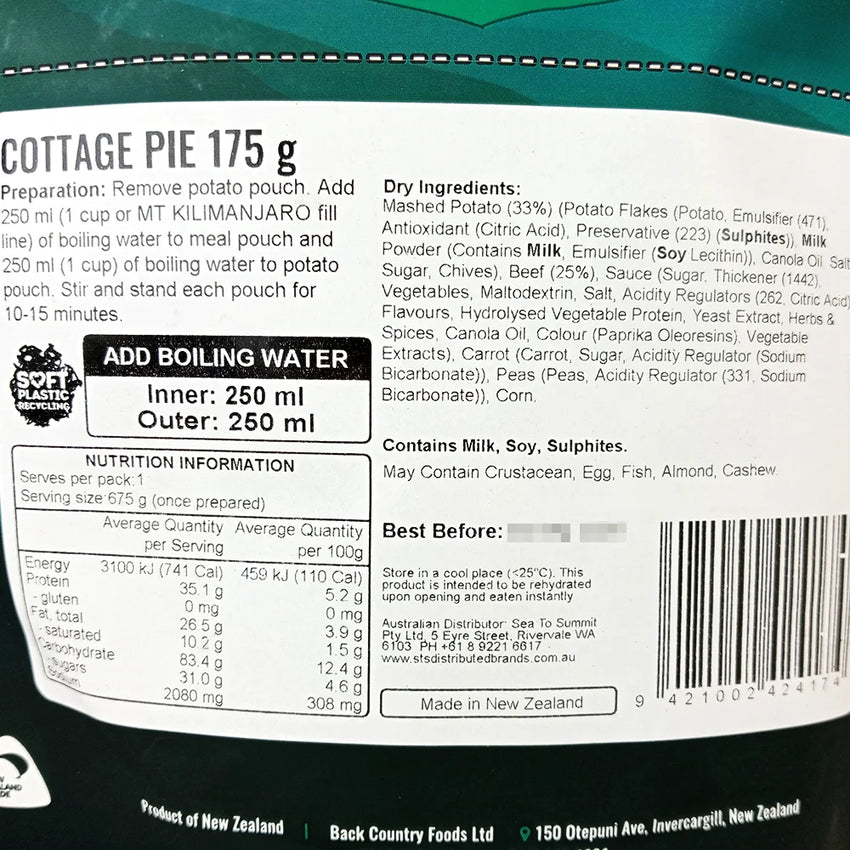 COTTAGE PIE 175 g
Preparation: Remove potato pouch. Add
250 ml (1 cup or MT KILIMANJARO fill
line) of boiling water to meal pouch and
250 ml (1 cup) of boiling water to potato
pouch. Stir and stand each pouch for
10-15 minutes.
SOFT
PLASTIC
RECYCLING
ADD BOILING WATER
Inner: 250 ml
Outer: 250 ml
NUTRITION INFORMATION
Serves per pack:1
Serving size:675 g (once prepared)
Average Quantity Average Quantity
per Serving per 100g
Energy 3100 kJ (741 Cal) 459 kJ (110 Cal)
Protein 35.1 g 5.2 g
- gluten 0 mg 0 mg
Fat, total 26.5 g 3.9 g
- saturated 10.2 g 1.5 g
Carbohydrate 83.4 g 12.4 g
- sugars 31.0 g 4.6 g
Sodium 2080 mg 308 mg
Dry Ingredients:
Mashed Potato (33%) (Potato Flakes (Potato, Emulsifier (471),
Antioxidant (Citric Acid), Preservative (223) (Sulphites)), Milk
Powder (Contains Milk, Emulsifier (Soy Lecithin)), Canola Oil, Salt
Sugar, Chives), Beef (25%), Sauce (Sugar, Thickener (1442),
Vegetables, Maltodextrin, Salt, Acidity Regulators (262, Citric Acid)
Flavours, Hydrolysed Vegetable Protein, Yeast Extract, Herbs &
Spices, Canola Oil, Colour (Paprika Oleoresins), Vegetable
Extracts), Carrot (Carrot, Sugar, Acidity Regulator (Sodium
Bicarbonate)), Peas (Peas, Acidity Regulator (331, Sodium
Bicarbonate)), Corn.
Contains Milk, Soy, Sulphites.
May Contain Crustacean, Egg, Fish, Almond, Cashew.
Best Before:
Store in a cool place (<25°C). This
product is intended to be rehydrated
upon opening and eaten instantly
Australian Distributor: Sea To Summit
Pty Ltd, 5 Eyre Street, Rivervale WA
6103 PH +61 8 9221 6617
www.stsdistributedbrands.com.au
Made in New Zealand
9 421002 424174
Product of New Zealand | Back Country Foods Ltd 150 Otepuni Ave, Invercargill, New Zealand